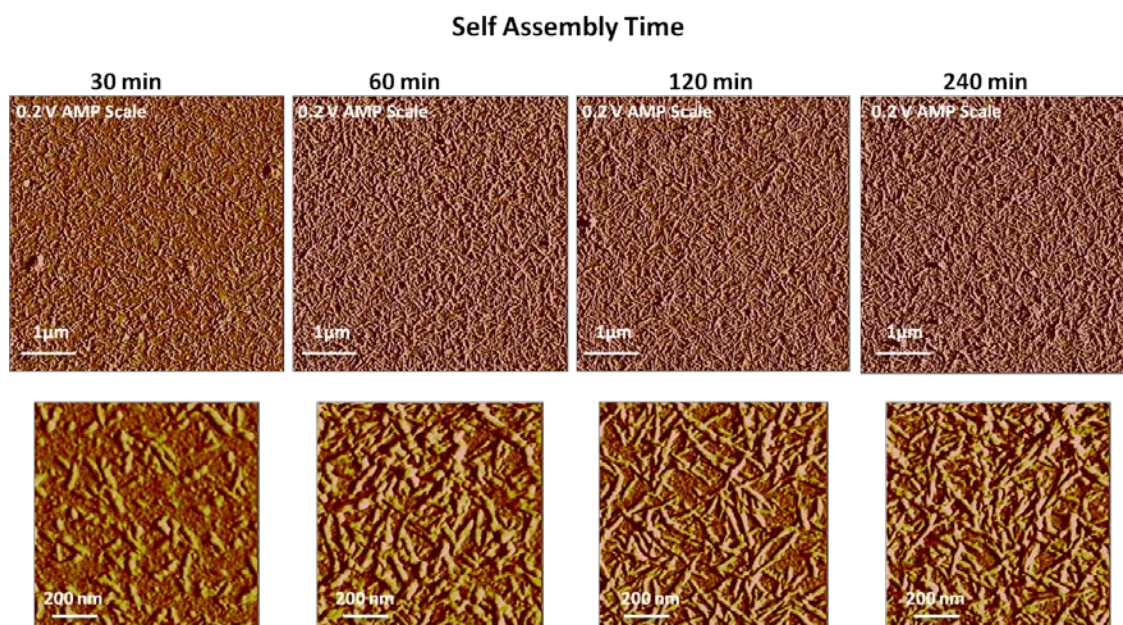 Self Assembly Time
30 min 60 min 120 min 240 min
0.2 V AMP Scale 0.2 V AMP Scale 0.2 V AMP Scale 0.2 V AMP Scale
1µm 1µm 1µm 1µm
200 nm 200 nm 200 nm 200 nm